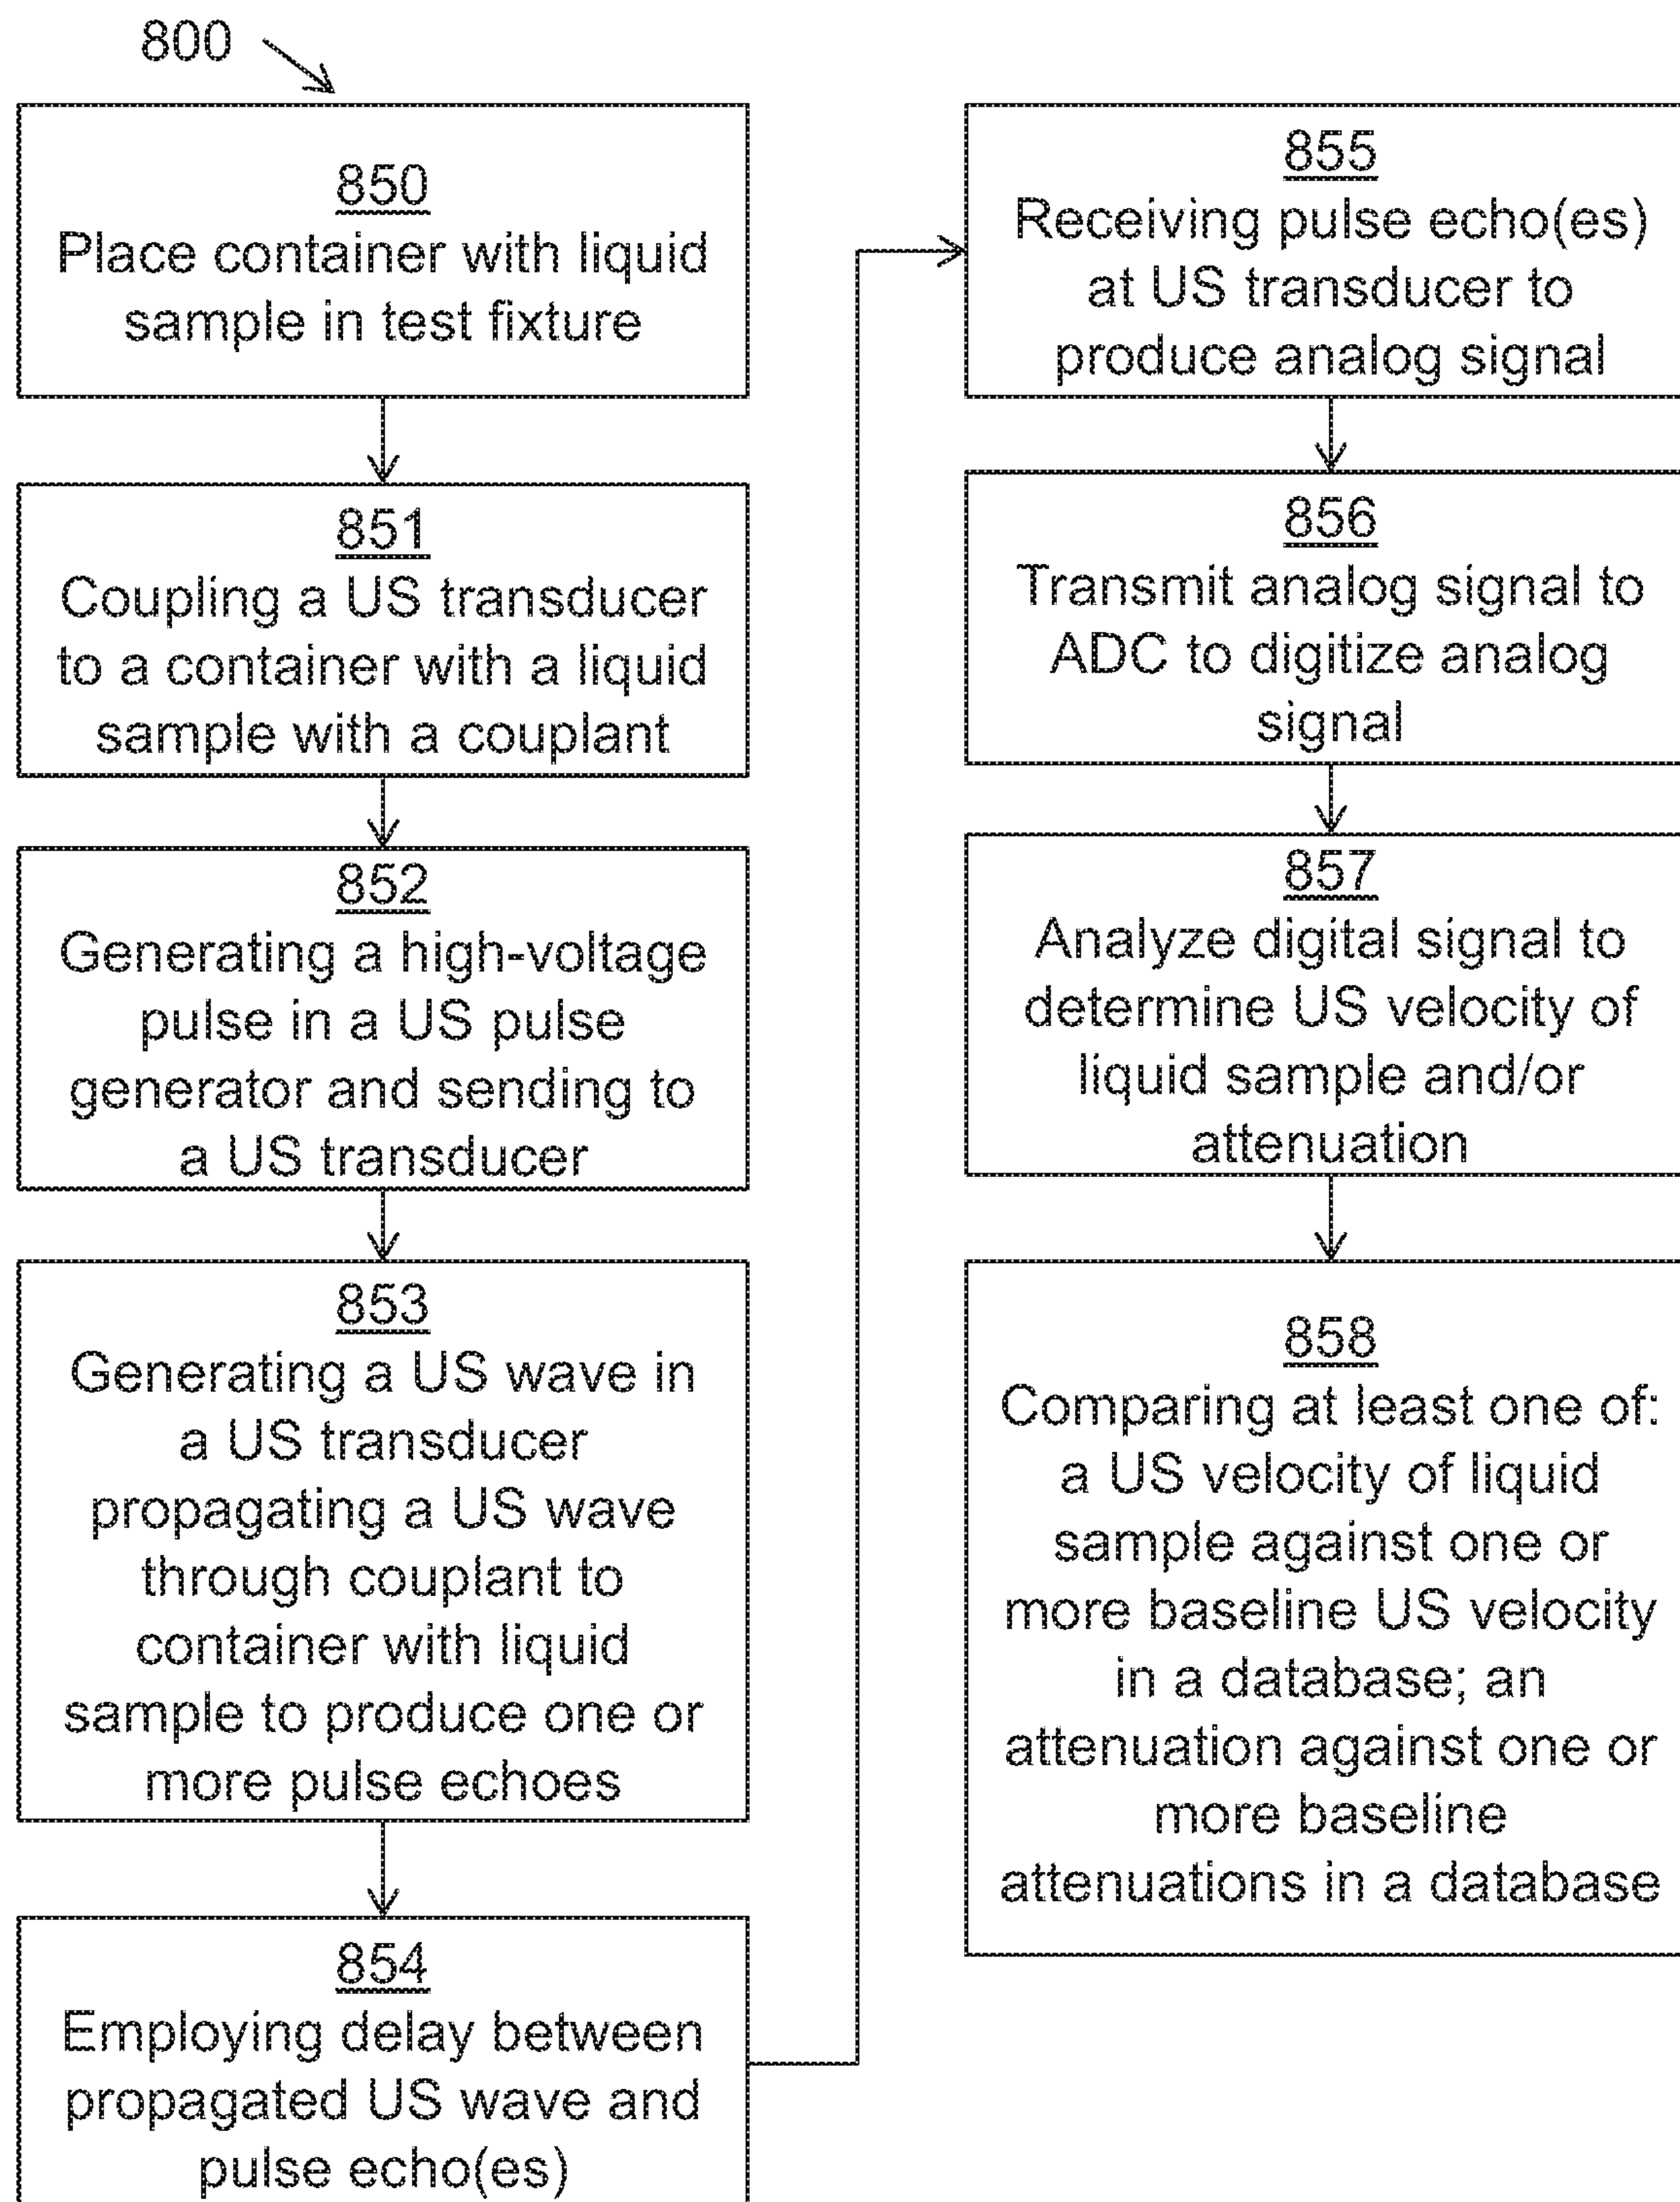 800
850
Place container with liquid
sample in test fixture
851
Coupling a US transducer
to a container with a liquid
sample with a couplant
852
Generating a high-voltage
pulse in a US pulse
generator and sending to
a US transducer
853
Generating a US wave in
a US transducer
propagating a US wave
through couplant to
container with liquid
sample to produce one or
more pulse echoes
854
Employing delay between
propagated US wave and
pulse echo(es)
855
Receiving pulse echo(es)
at US transducer to
produce analog signal
856
Transmit analog signal to
ADC to digitize analog
signal
857
Analyze digital signal to
determine US velocity of
liquid sample and/or
attenuation
858
Comparing at least one of:
a US velocity of liquid
sample against one or
more baseline US velocity
in a database; an
attenuation against one or
more baseline
attenuations in a database